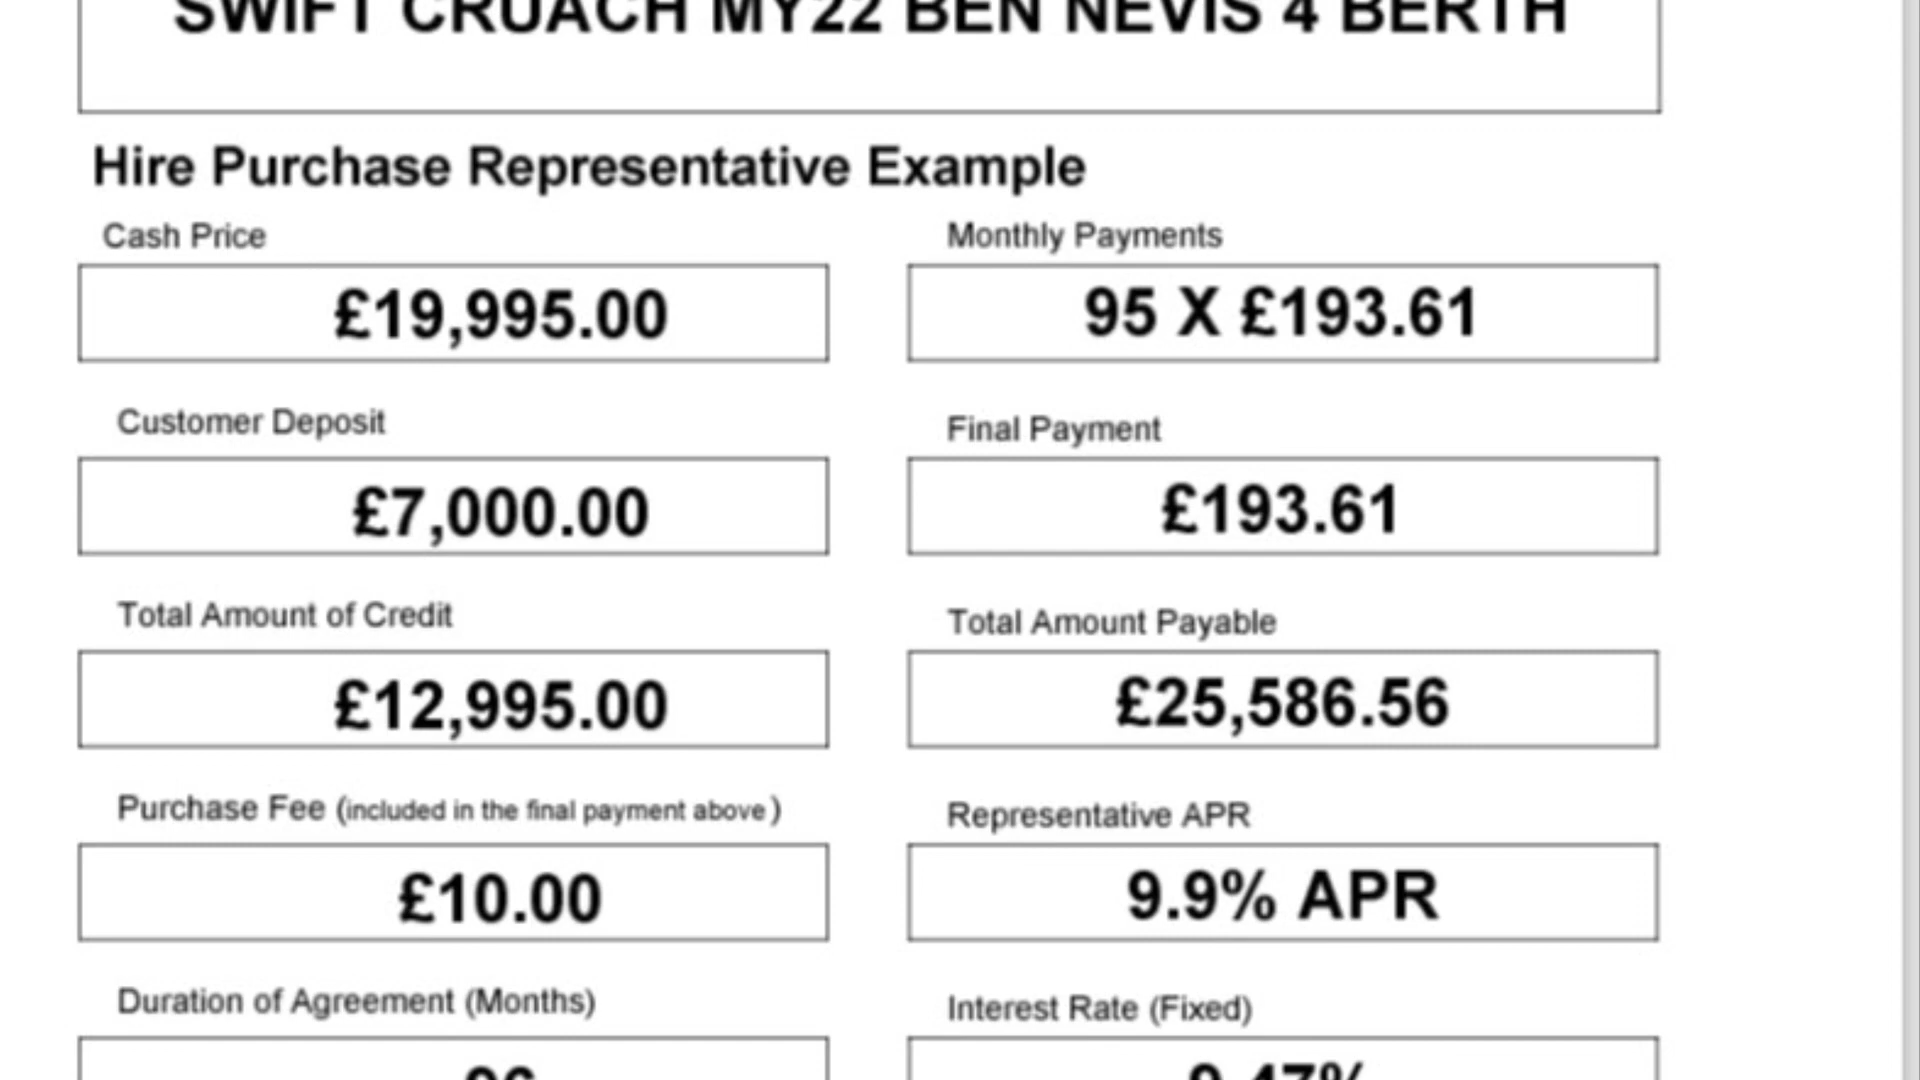 SWIFT CRUACH MY22 BEN NEVIS 4 BERTH
Hire Purchase Representative Example
Cash Price
£19,995.00
Monthly Payments
95 X £193.61
Customer Deposit
£7,000.00
Final Payment
£193.61
Total Amount of Credit
£12,995.00
Total Amount Payable
£25,586.56
Purchase Fee (included in the final payment above)
£10.00
Representative APR
9.9% APR
Duration of Agreement (Months)
96
Interest Rate (Fixed)
9.47%